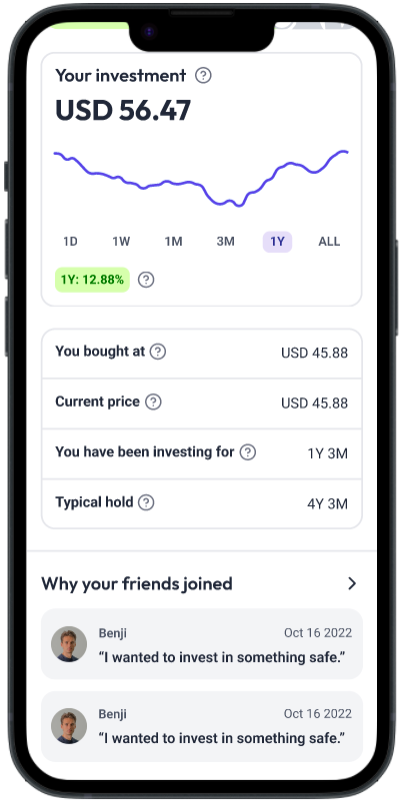 Your investment ?
USD 56.47
1D 1W 1M 3M 1Y ALL
1Y: 12.88% ?
You bought at ? USD 45.88
Current price ? USD 45.88
You have been investing for ? 1Y 3M
Typical hold ? 4Y 3M
Why your friends joined
Benji Oct 16 2022
“I wanted to invest in something safe.”
Benji Oct 16 2022
“I wanted to invest in something safe.”